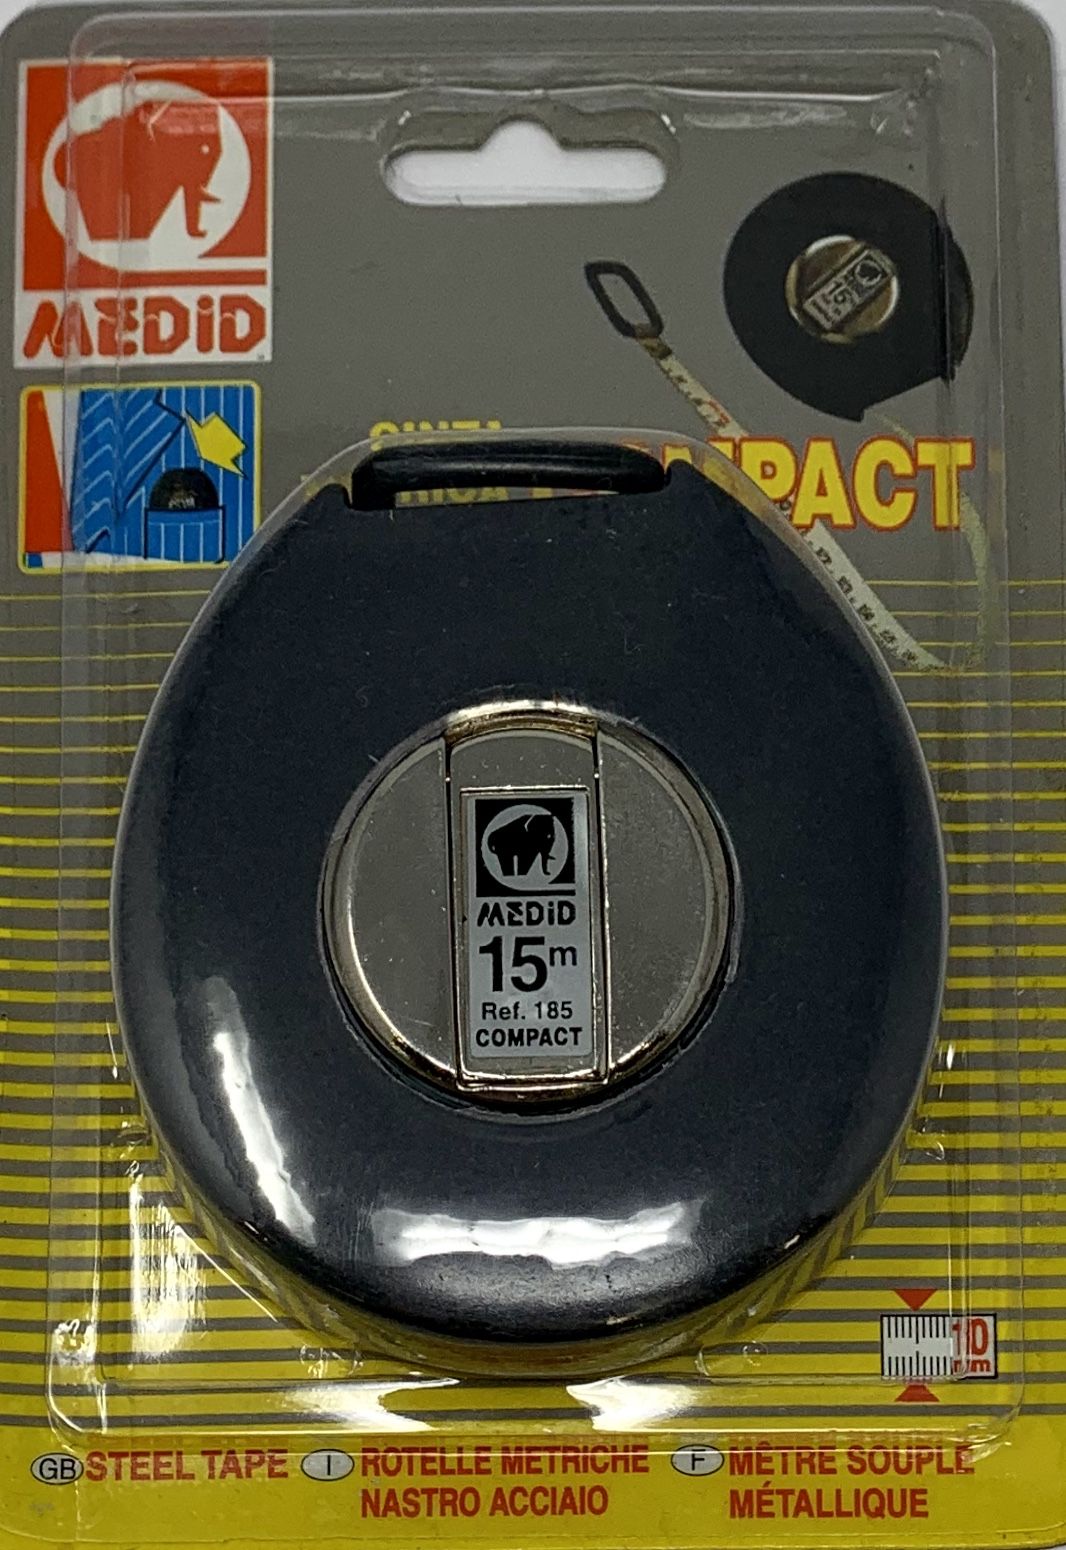 MEDiD
CINTA
COMPACT
MEDiD
15m
Ref. 185
COMPACT
10
mm
GB STEEL TAPE
I ROTELLE METRICHE
NASTRO ACCIAIO
F MÈTRE SOUPLE
MÉTALLIQUE